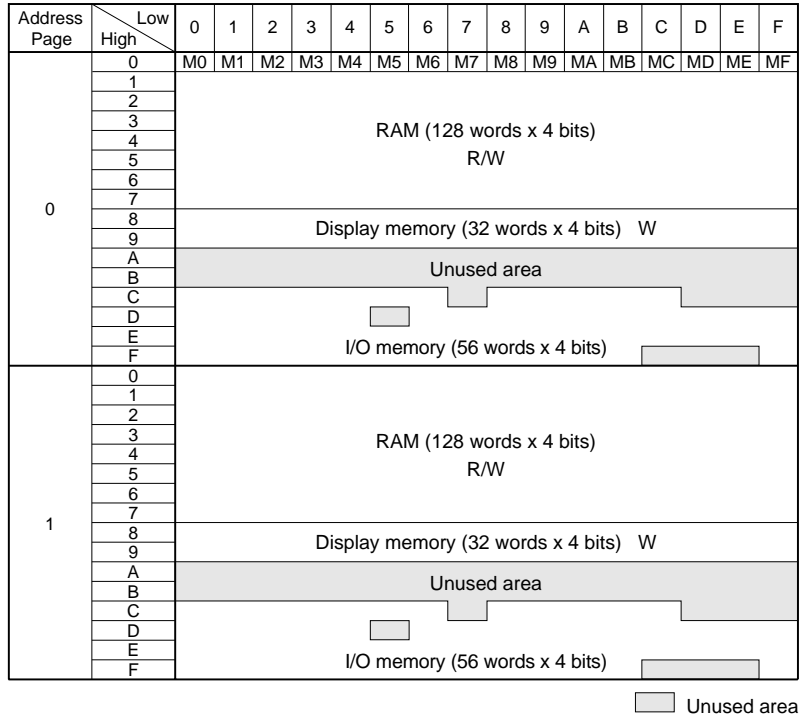 Address Page Low High 0 1 2 3 4 5 6 7 8 9 A B C D E F
0
0 M0 M1 M2 M3 M4 M5 M6 M7 M8 M9 MA MB MC MD ME MF
1
2
3
RAM (128 words x 4 bits)
4
5
R/W
6
7
8
Display memory (32 words x 4 bits) W
9
A
Unused area
B
C
D
E
I/O memory (56 words x 4 bits)
F
1
0
1
2
3
RAM (128 words x 4 bits)
4
5
R/W
6
7
8
Display memory (32 words x 4 bits) W
9
A
Unused area
B
C
D
E
I/O memory (56 words x 4 bits)
F
Unused area